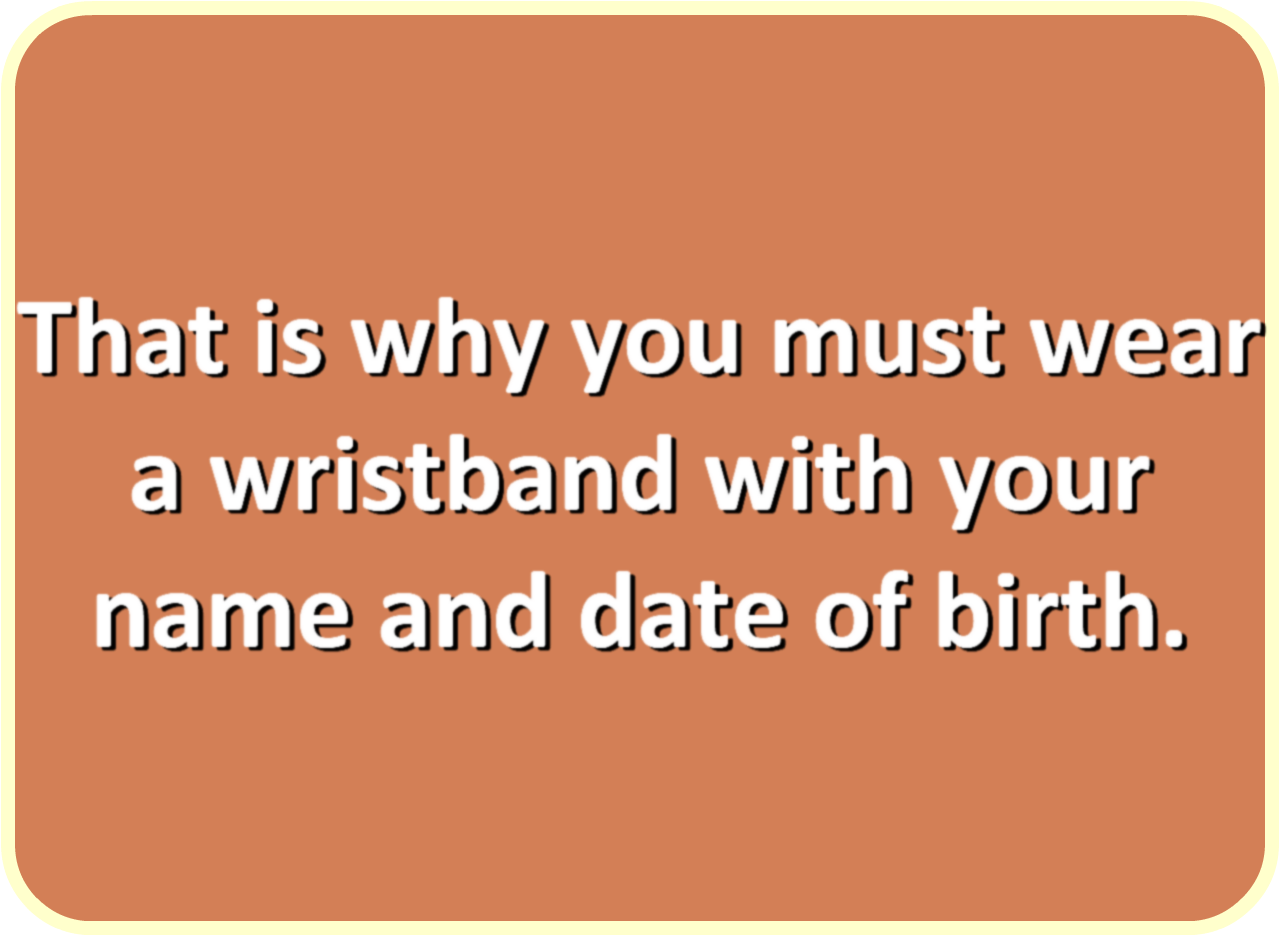 That is why you must wear
a wristband with your
name and date of birth.